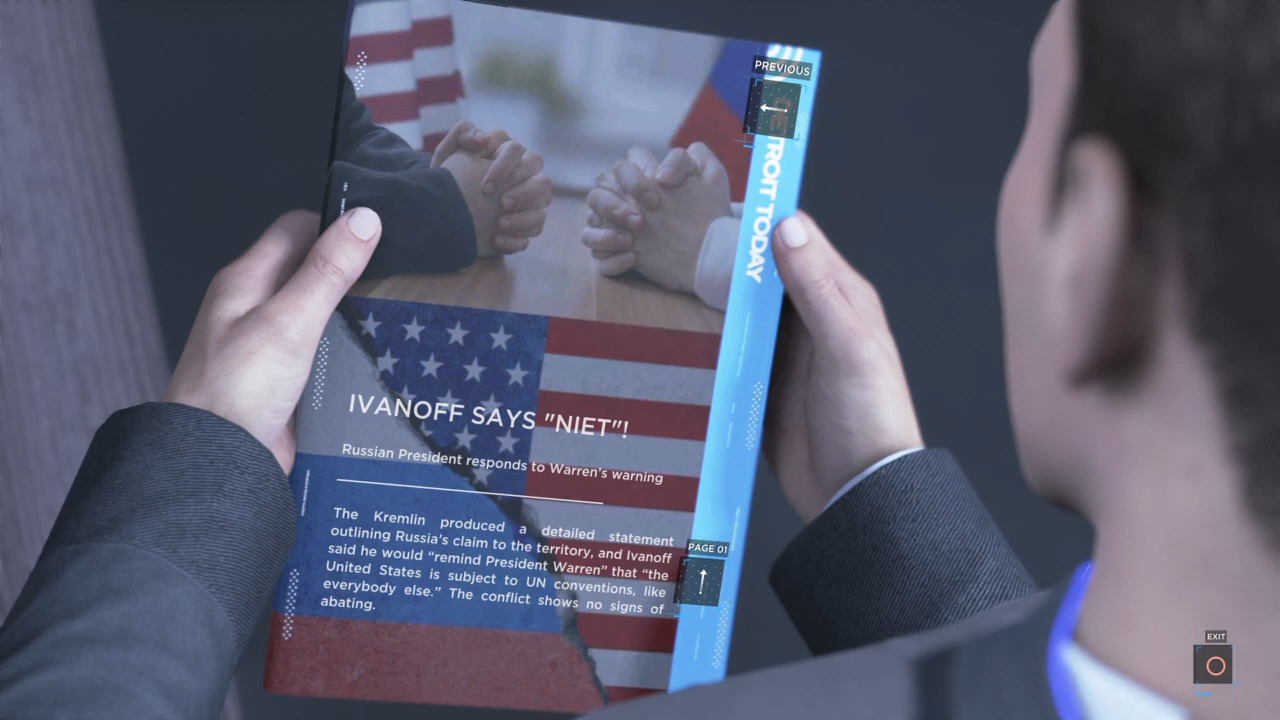 PREVIOUS
DETROIT TODAY
IVANOFF SAYS "NIET"!
Russian President responds to Warren's warning
The Kremlin produced a detailed statement
outlining Russia's claim to the territory, and Ivanoff
said he would “remind President Warren” that “the
United States is subject to UN conventions, like
everybody else.” The conflict shows no signs of
abating.
PAGE 01
EXIT